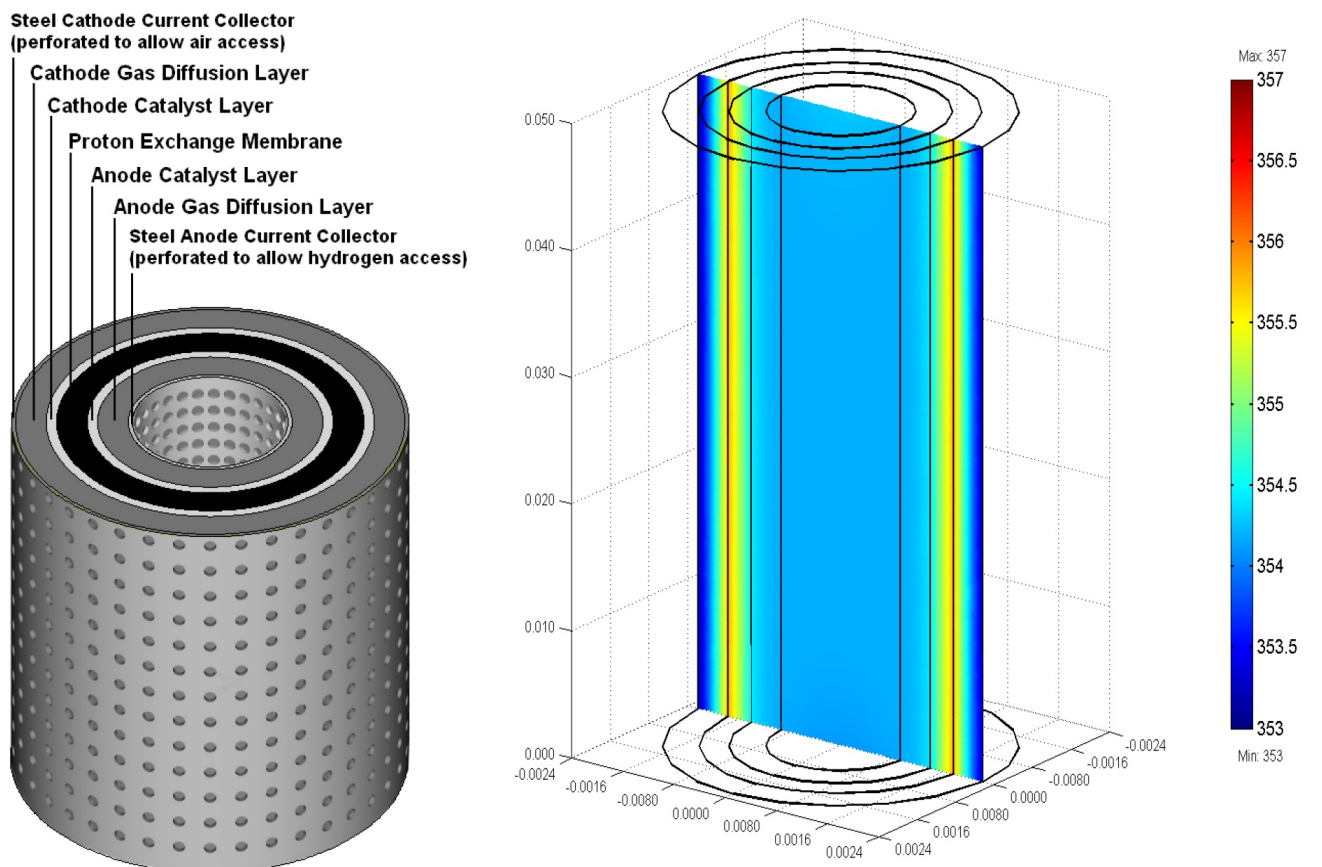 Steel Cathode Current Collector
(perforated to allow air access)
Cathode Gas Diffusion Layer
Cathode Catalyst Layer
Proton Exchange Membrane
Anode Catalyst Layer
Anode Gas Diffusion Layer
Steel Anode Current Collector
(perforated to allow hydrogen access)
0.050
0.040
0.030
0.020
0.010
0.000
-0.0024
-0.0016
-0.0080
0.0000
0.0080
0.0016
0.0024
0.0024
0.0016
0.0080
0.0000
-0.0080
-0.0016
-0.0024
Max: 357
357
356.5
356
355.5
355
354.5
354
353.5
353
Min: 353